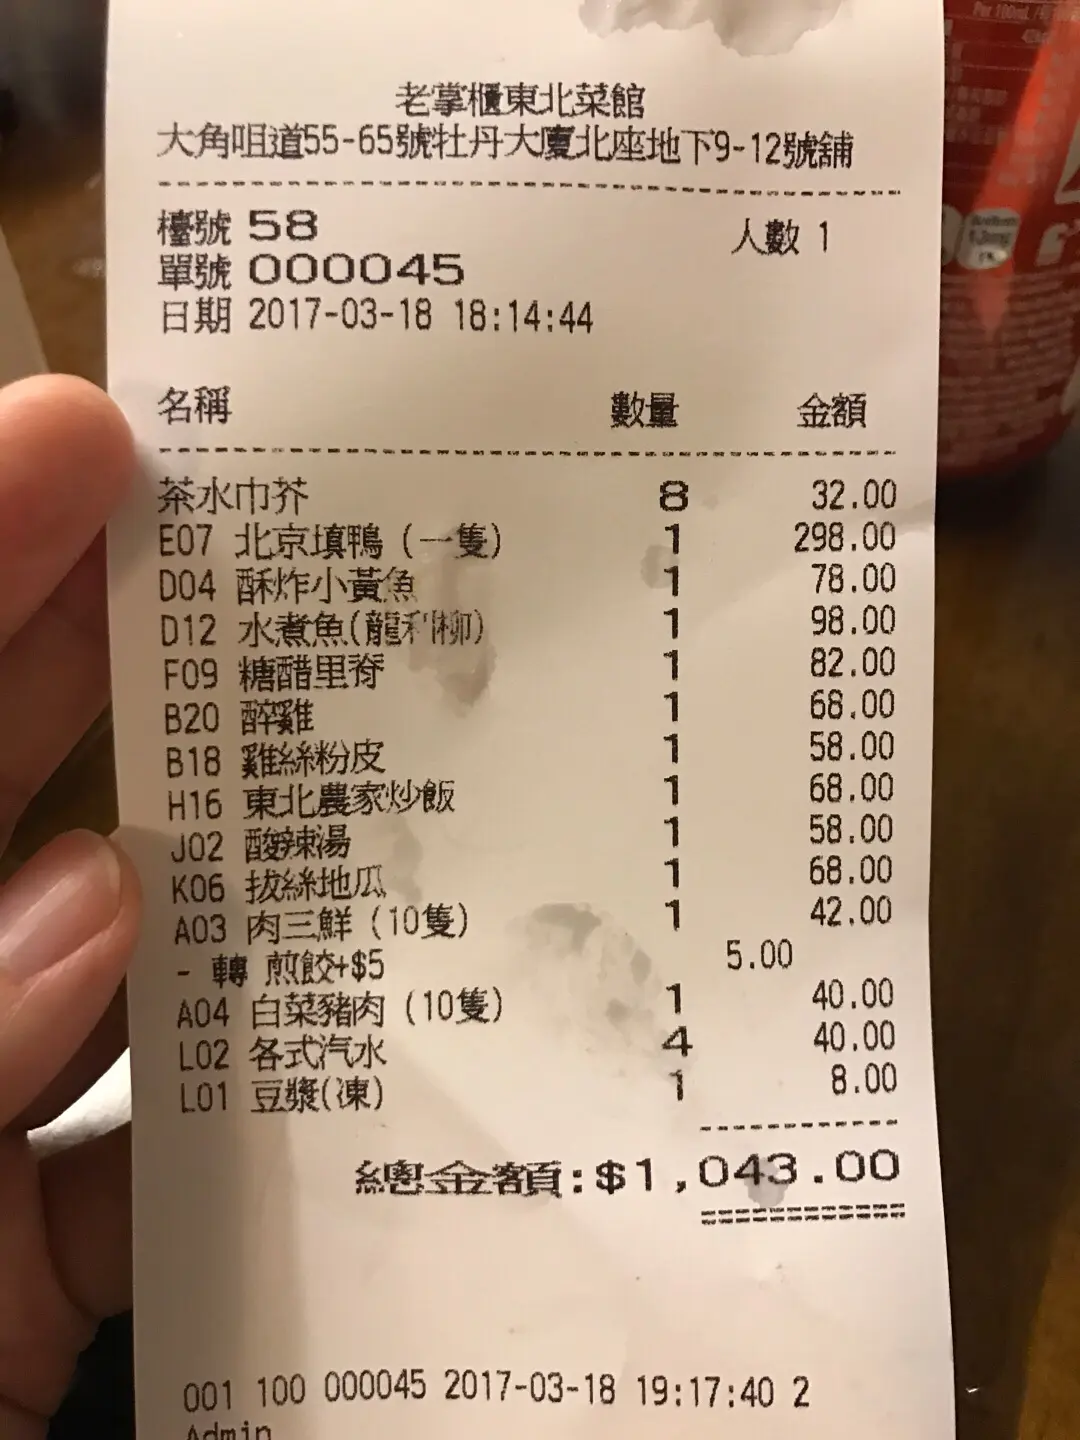 老掌櫃東北菜館
大角咀道55-65號牡丹大廈北座地下9-12號舖
檯號 58 人數 1
單號 000045
日期 2017-03-18 18:14:44
名稱 數量 金額
茶水巾芥 8 32.00
E07 北京填鴨 (一隻) 1 298.00
D04 酥炸小黃魚 1 78.00
D12 水煮魚(龍利柳) 1 98.00
F09 糖醋里脊 1 82.00
B20 醉雞 1 68.00
B18 雞絲粉皮 1 58.00
H16 東北農家炒飯 1 68.00
J02 酸辣湯 1 58.00
K06 拔絲地瓜 1 68.00
A03 肉三鮮 (10隻) 1 42.00
- 轉 煎餃+$5 5.00
A04 白菜豬肉 (10隻) 1 40.00
L02 各式汽水 4 40.00
L01 豆漿(凍) 1 8.00
總金額:$1,043.00
001 100 000045 2017-03-18 19:17:40 2
Admin
Per 100mL